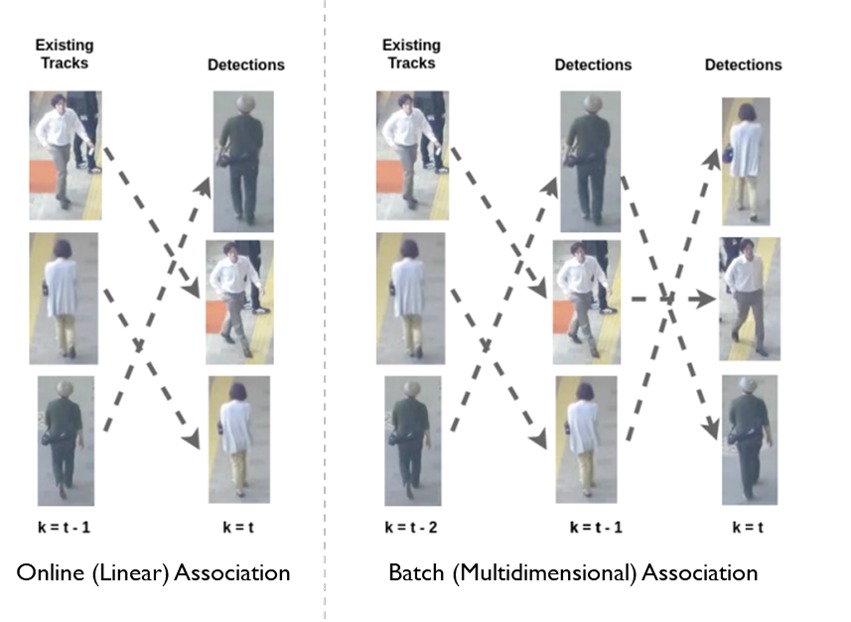 Existing
Tracks
Detections
k = t - 1
k = t
Online (Linear) Association
Existing
Tracks
Detections
Detections
k = t - 2
k = t - 1
k = t
Batch (Multidimensional) Association